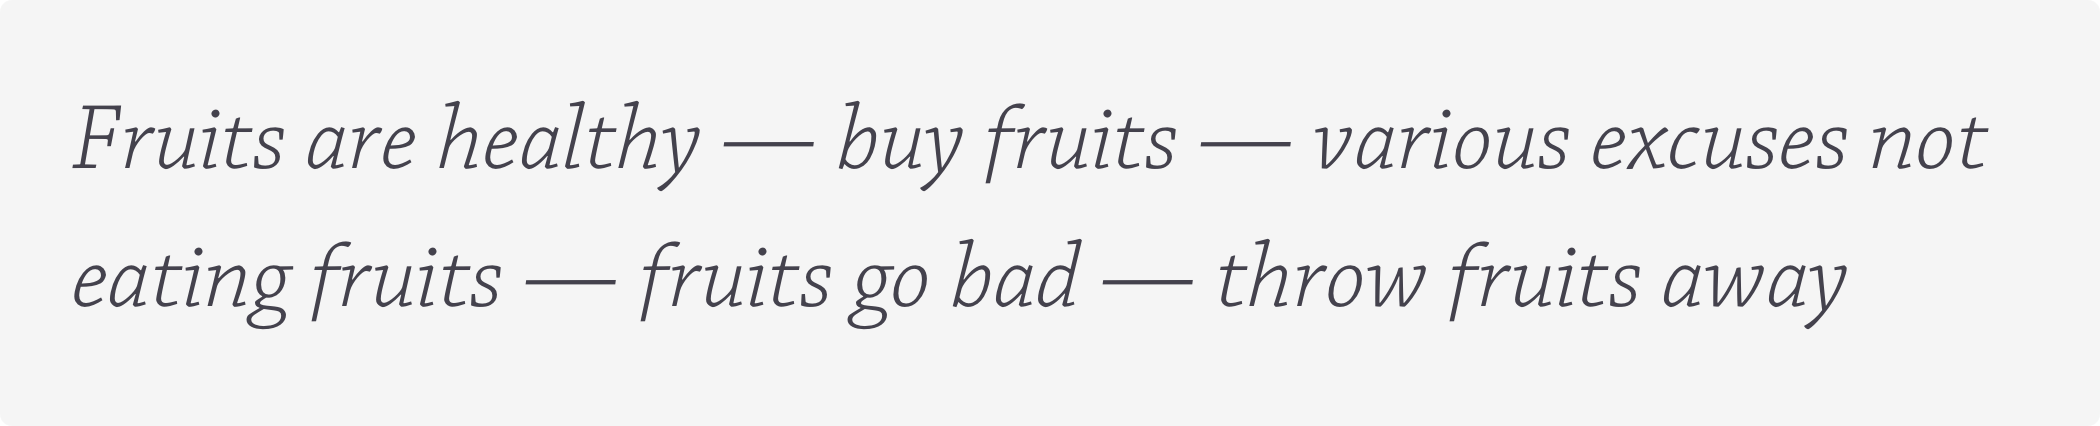 Fruits are healthy — buy fruits — various excuses not
eating fruits — fruits go bad — throw fruits away